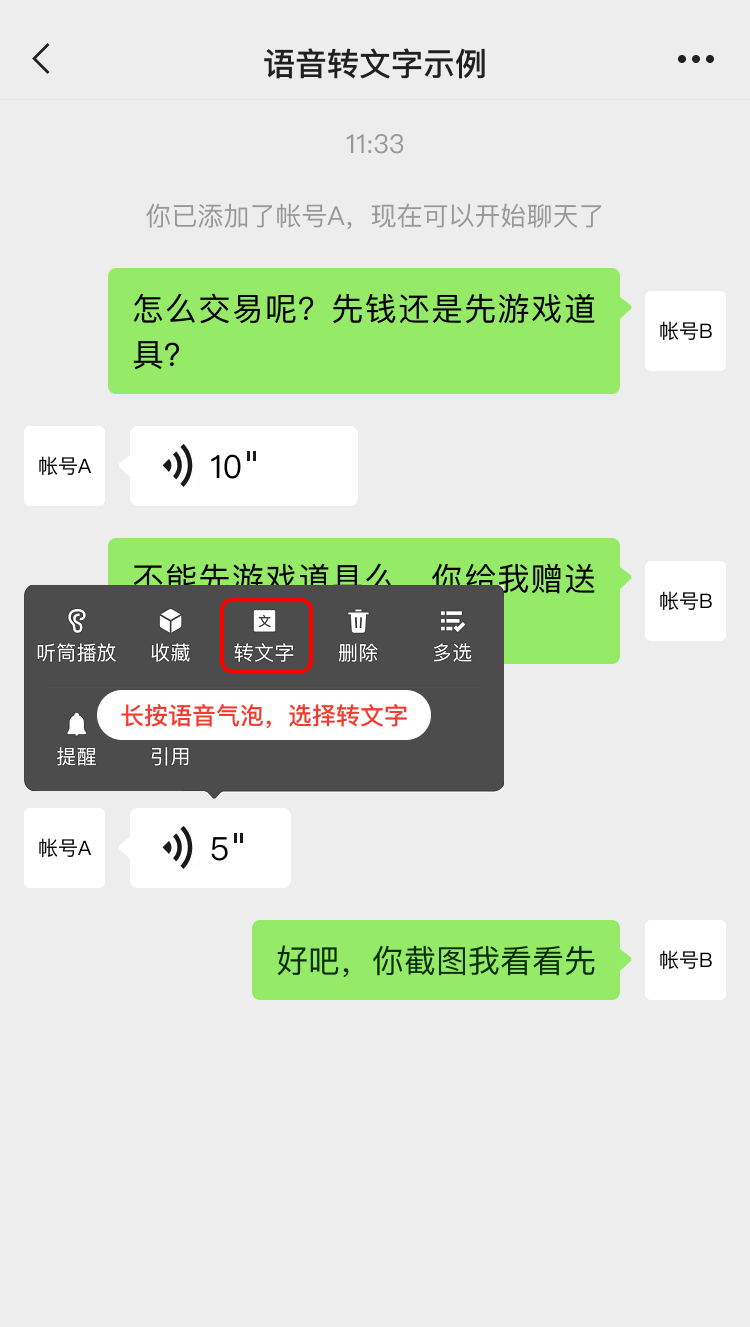 语音转文字示例
11:33
你已添加了帐号A，现在可以开始聊天了
怎么交易呢？先钱还是先游戏道
具？
帐号B
帐号A
10"
不能先游戏道具么 你给我赠送
帐号B
听筒播放 收藏 转文字 删除 多选
长按语音气泡，选择转文字
提醒 引用
帐号A
5"
好吧，你截图我看看先
帐号B